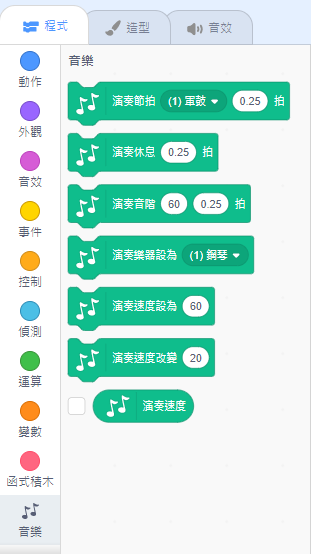 程式
造型
音效
動作
外觀
音效
事件
控制
偵測
運算
變數
函式積木
音樂
音樂
演奏節拍 (1) 軍鼓 0.25 拍
演奏休息 0.25 拍
演奏音階 60 0.25 拍
演奏樂器設為 (1) 鋼琴
演奏速度設為 60
演奏速度改變 20
演奏速度